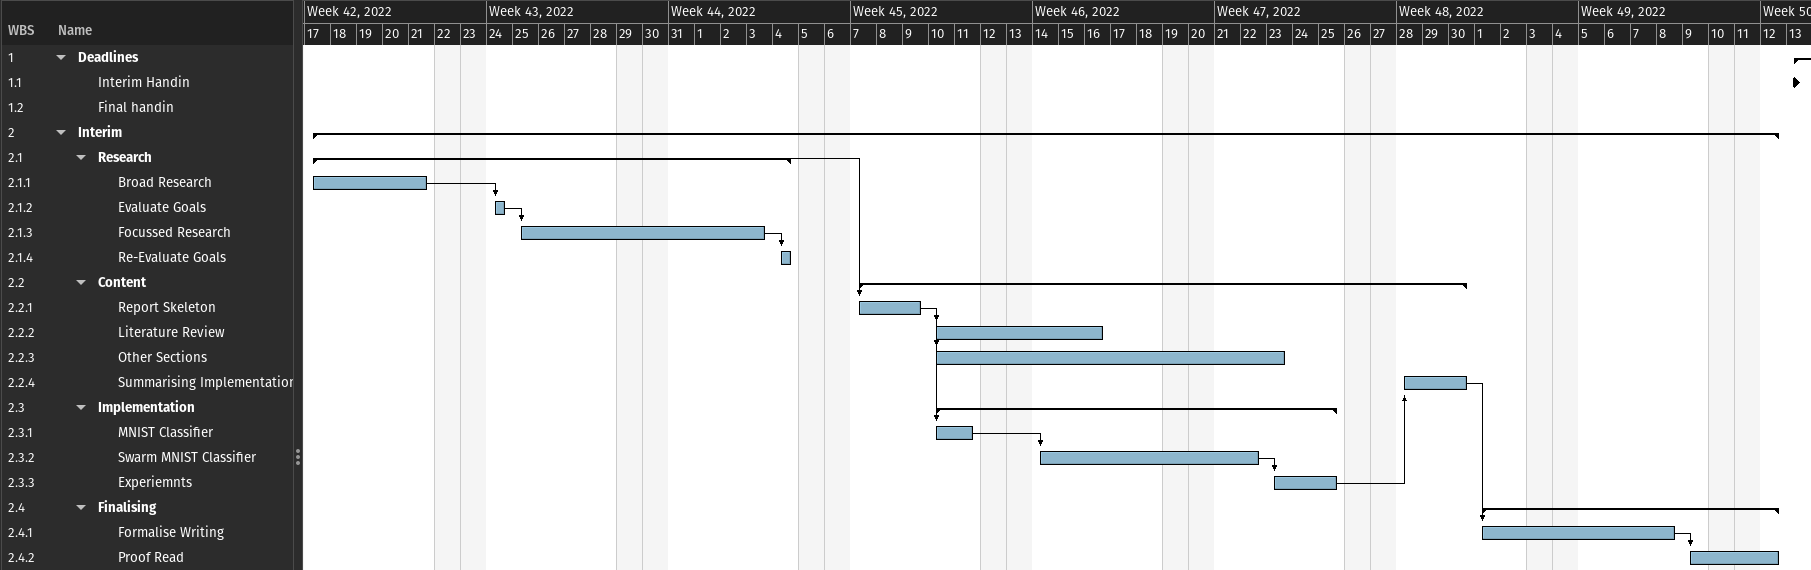 Week 42, 2022 Week 43, 2022 Week 44, 2022 Week 45, 2022 Week 46, 2022 Week 47, 2022 Week 48, 2022 Week 49, 2022 Week 50
WBS Name 17 18 19 20 21 22 23 24 25 26 27 28 29 30 31 1 2 3 4 5 6 7 8 9 10 11 12 13 14 15 16 17 18 19 20 21 22 23 24 25 26 27 28 29 30 1 2 3 4 5 6 7 8 9 10 11 12 13
1 Deadlines
1.1 Interim Handin
1.2 Final handin
2 Interim
2.1 Research
2.1.1 Broad Research
2.1.2 Evaluate Goals
2.1.3 Focussed Research
2.1.4 Re-Evaluate Goals
2.2 Content
2.2.1 Report Skeleton
2.2.2 Literature Review
2.2.3 Other Sections
2.2.4 Summarising Implementation
2.3 Implementation
2.3.1 MNIST Classifier
2.3.2 Swarm MNIST Classifier
2.3.3 Experiemnts
2.4 Finalising
2.4.1 Formalise Writing
2.4.2 Proof Read